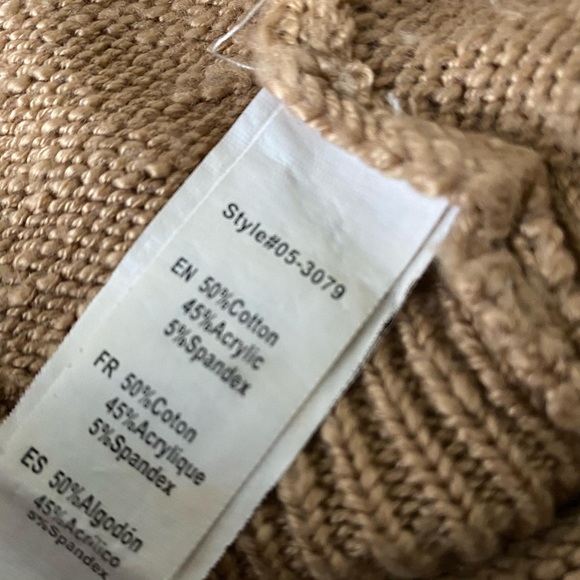 Style#05-3079
EN 50%Cotton
45%Acrylic
5%Spandex
FR 50%Coton
45%Acrylique
5%Spandex
ES 50%Algodón
45%Acrílico
5%Spandex